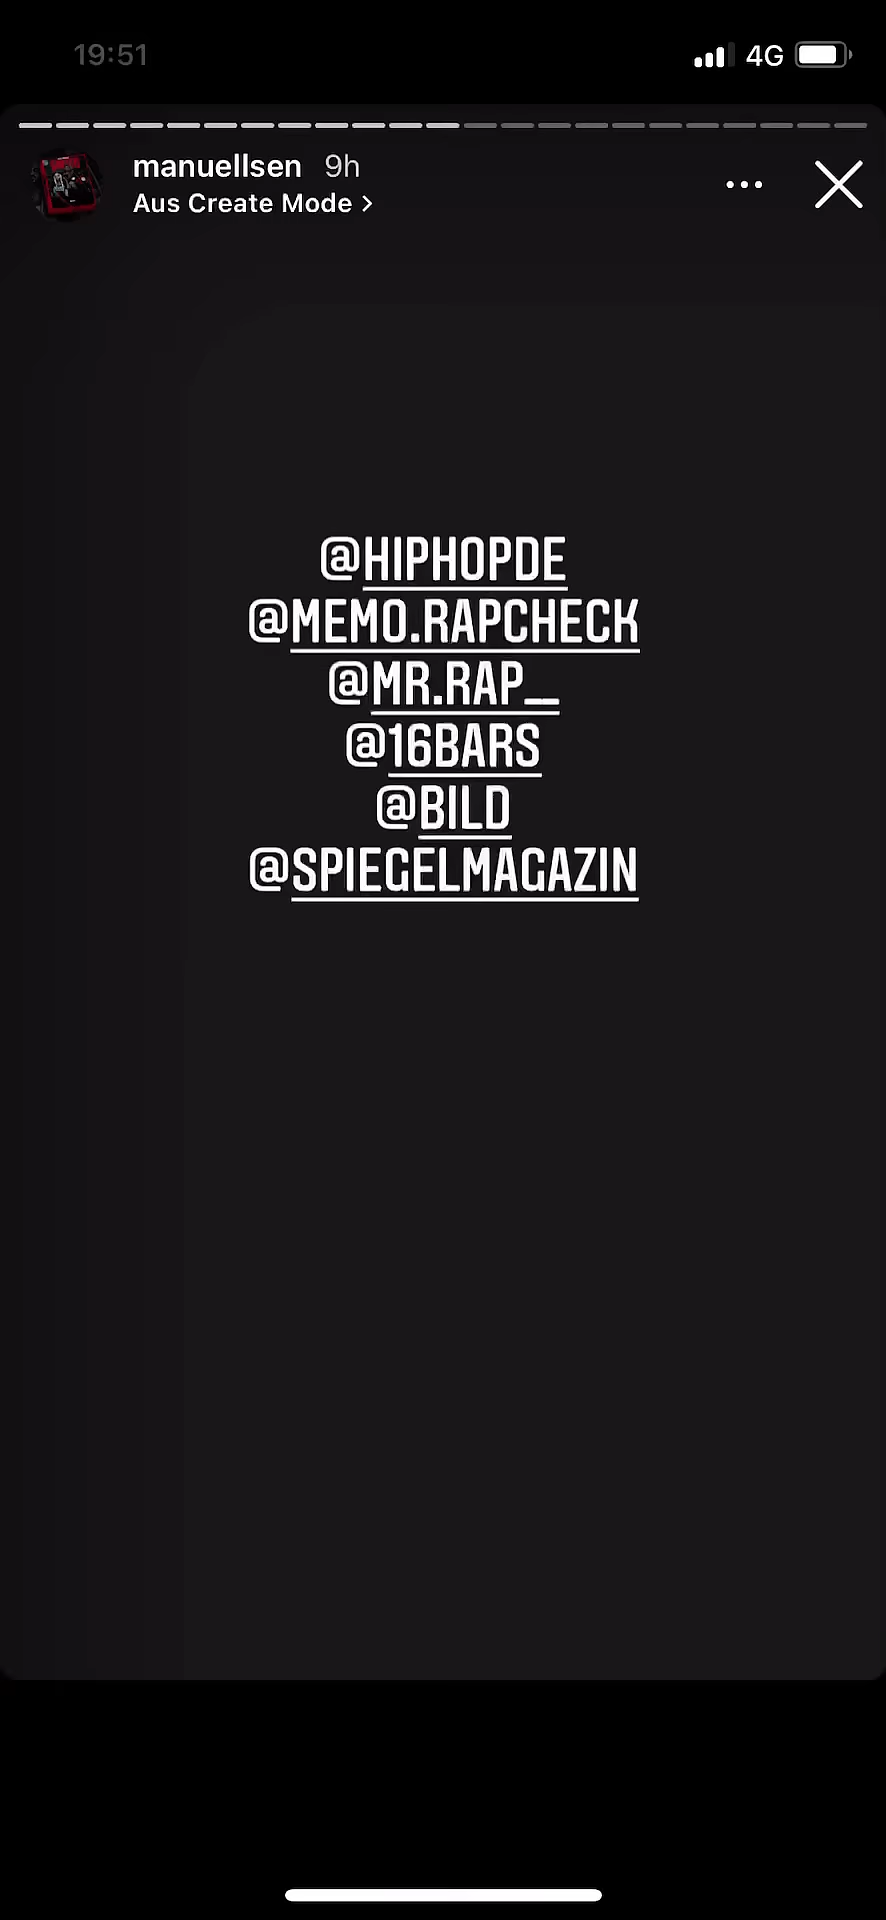 19:51
4G
manuellsen 9h
Aus Create Mode >
@HIPHOPDE
@MEMO.RAPCHECK
@MR.RAP__
@16BARS
@BILD
@SPIEGELMAGAZIN